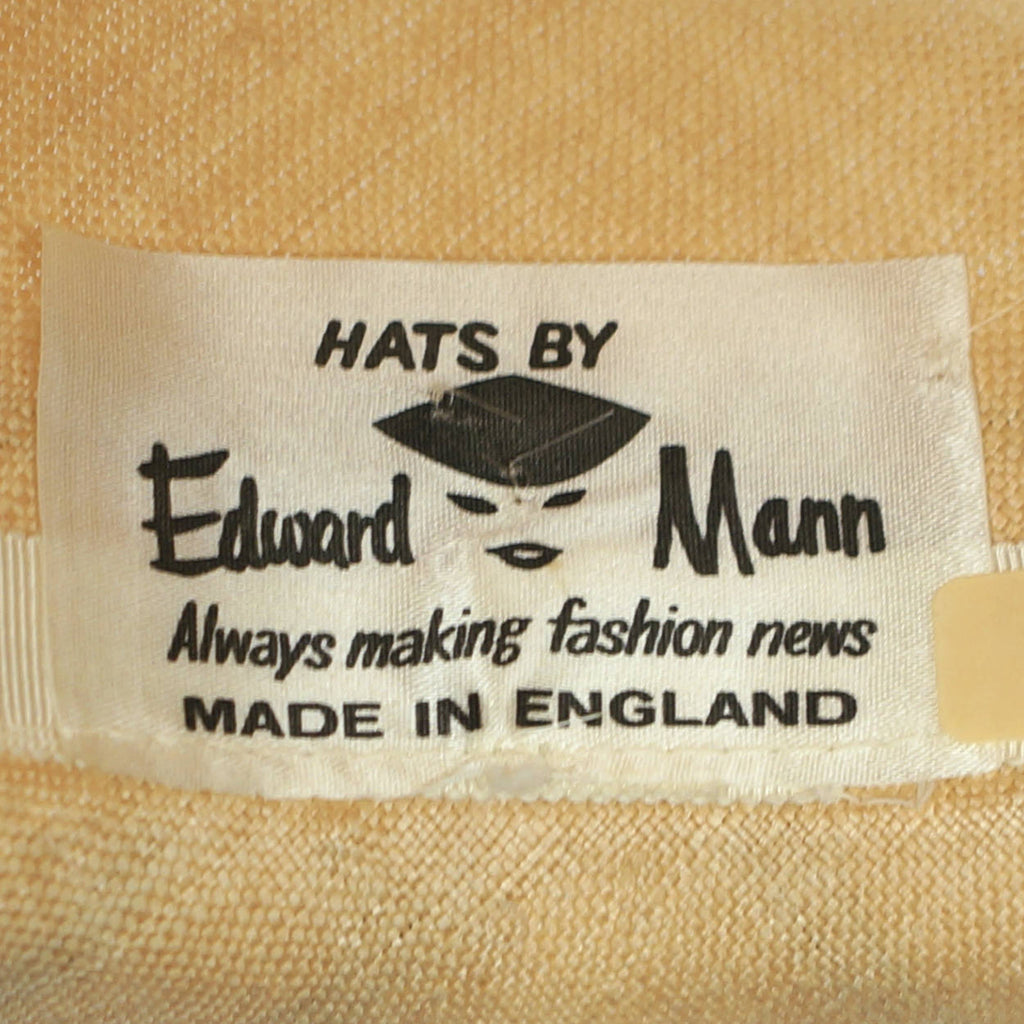 HATS BY
Edward Mann
Always making fashion news
MADE IN ENGLAND